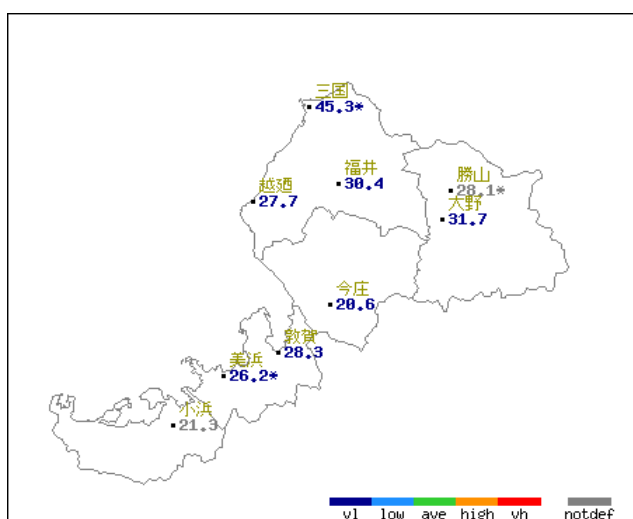 三国
45.3*
福井
30.4
越廼
27.7
勝山
28.1*
大野
31.7
今庄
20.6
敦賀
28.3
美浜
26.2*
小浜
21.3
vl low ave high vh notdef